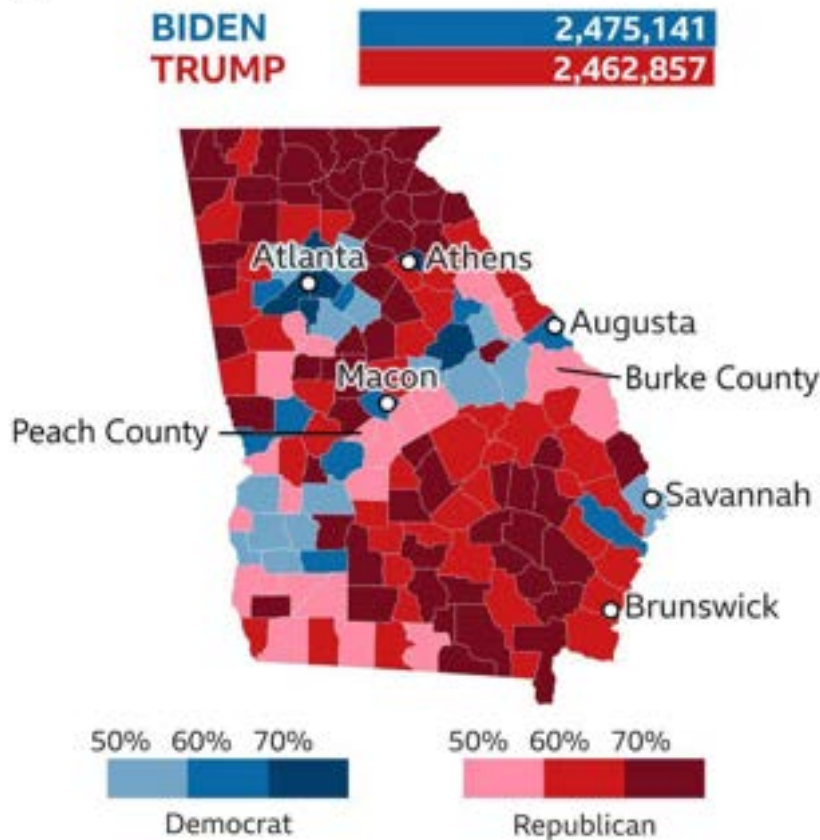 BIDEN 2,475,141
TRUMP 2,462,857
Atlanta
Athens
Augusta
Macon
Burke County
Peach County
Savannah
Brunswick
50% 60% 70%
Democrat
50% 60% 70%
Republican